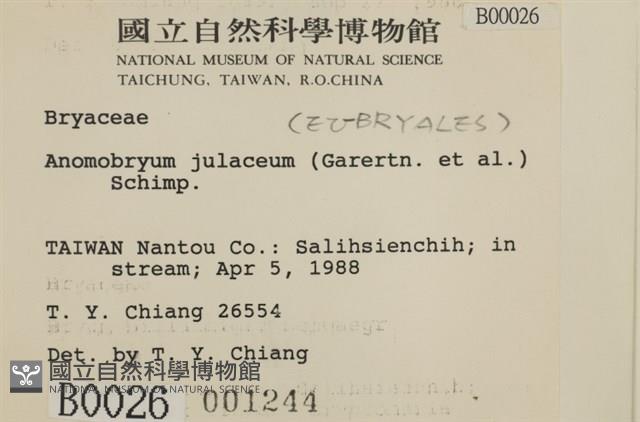 B00026
國立自然科學博物館
NATIONAL MUSEUM OF NATURAL SCIENCE
TAICHUNG, TAIWAN, R.O.CHINA
Bryaceae (EU-BRYALES)
Anomobryum julaceum (Garertn. et al.)
Schimp.
TAIWAN Nantou Co.: Salihsienchih; in
stream; Apr 5, 1988
T. Y. Chiang 26554
Det. by T. Y. Chiang
國立自然科學博物館
NATIONAL MUSEUM OF NATURAL SCIENCE
B0026 001244